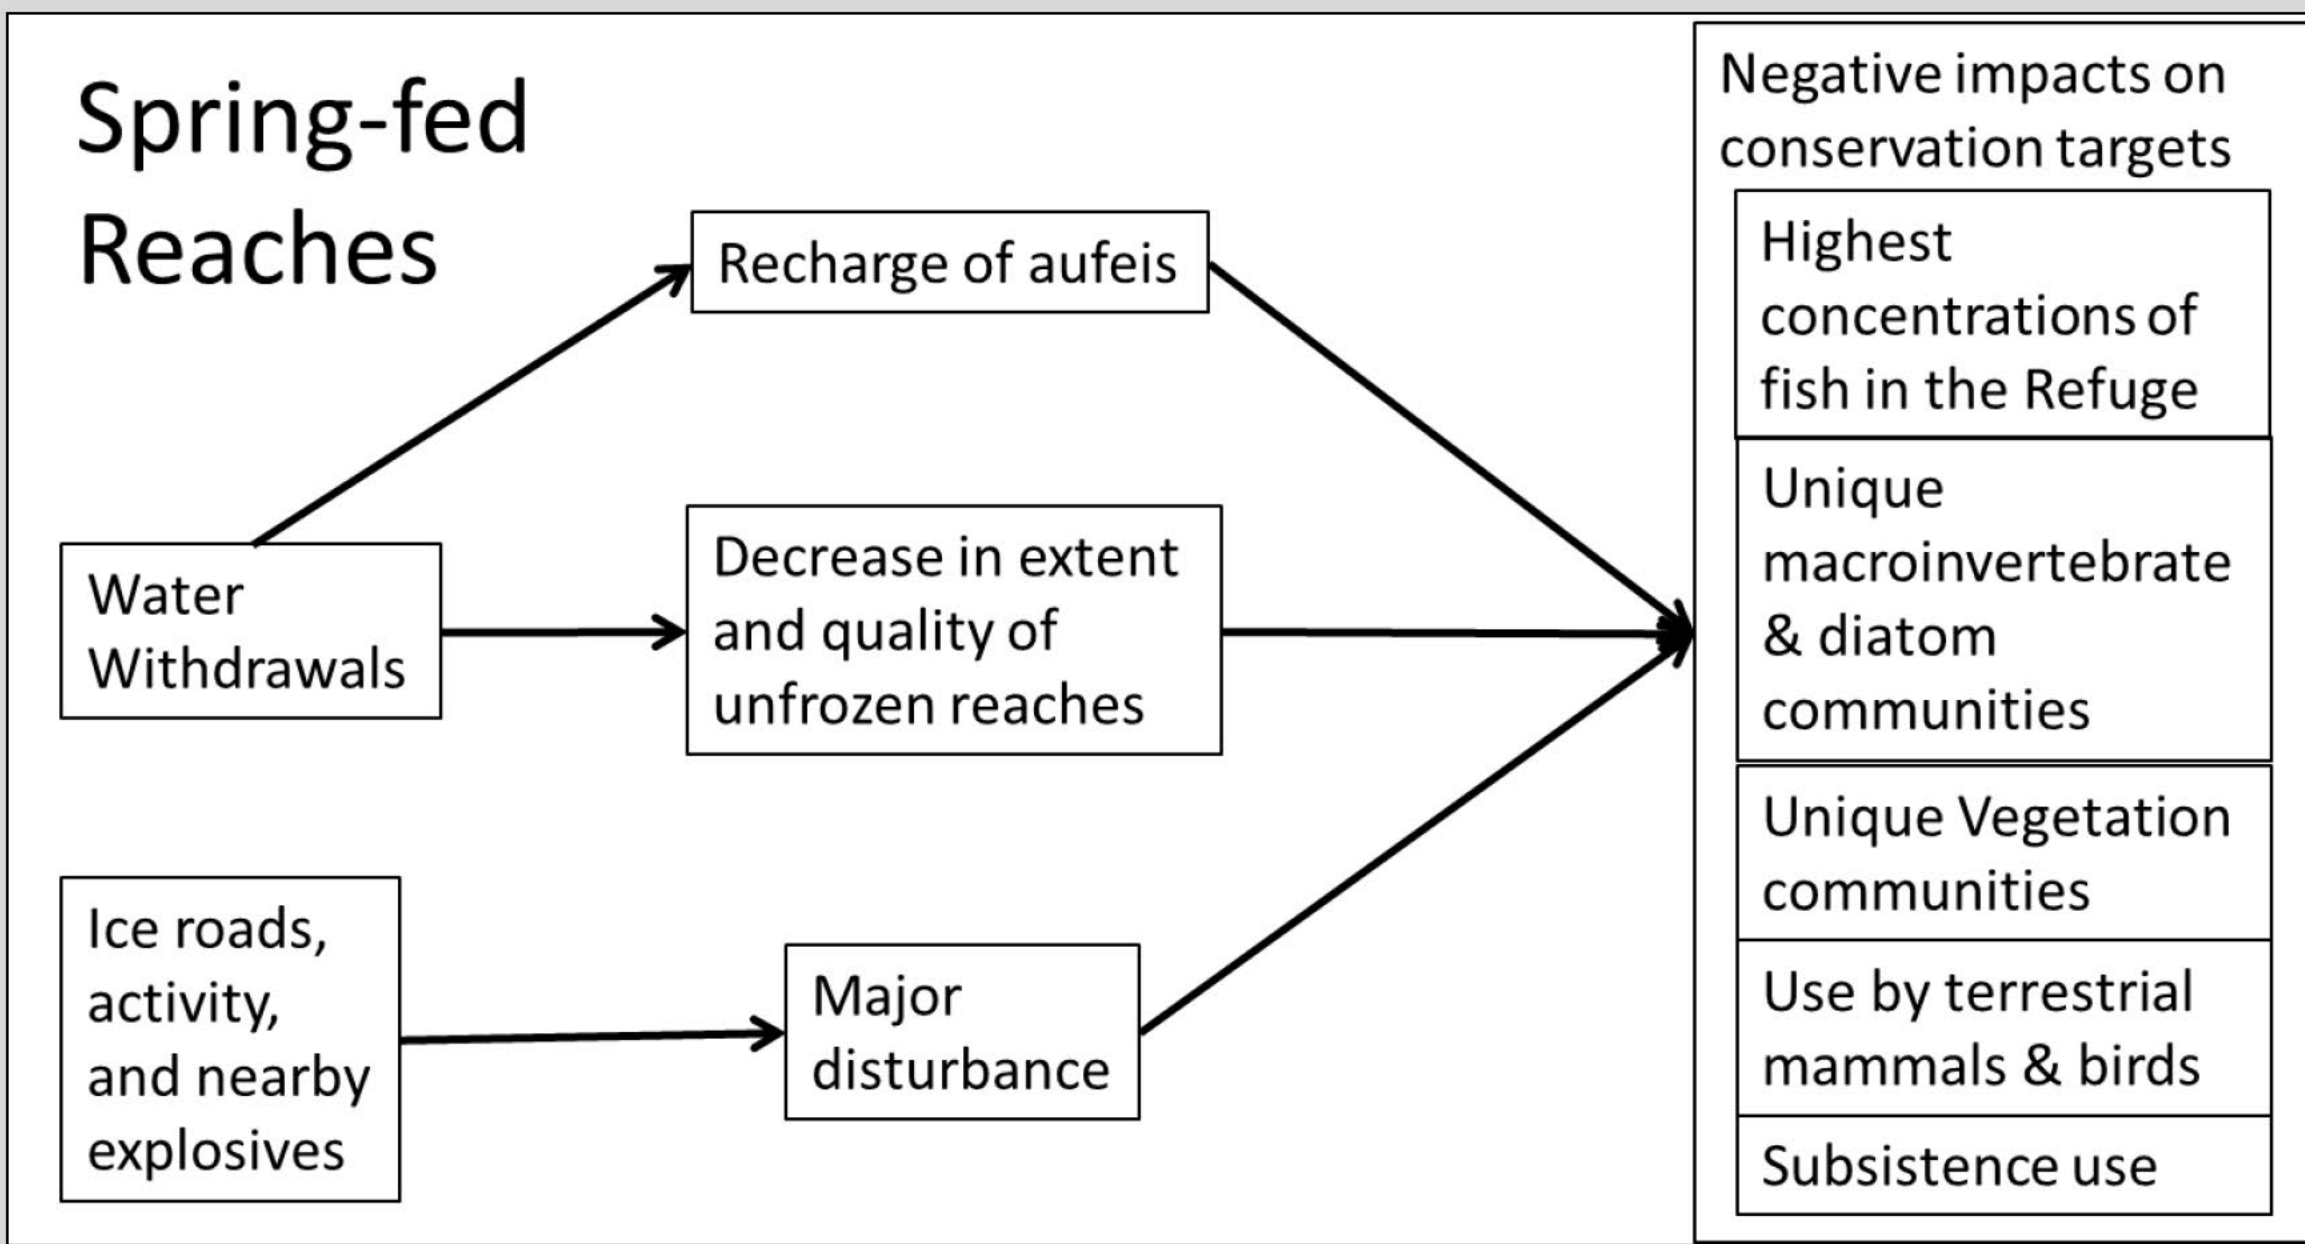 Spring-fed
Reaches
Recharge of aufeis
Water
Withdrawals
Decrease in extent
and quality of
unfrozen reaches
Ice roads,
activity,
and nearby
explosives
Major
disturbance
Negative impacts on
conservation targets
Highest
concentrations of
fish in the Refuge
Unique
macroinvertebrate
& diatom
communities
Unique Vegetation
communities
Use by terrestrial
mammals & birds
Subsistence use